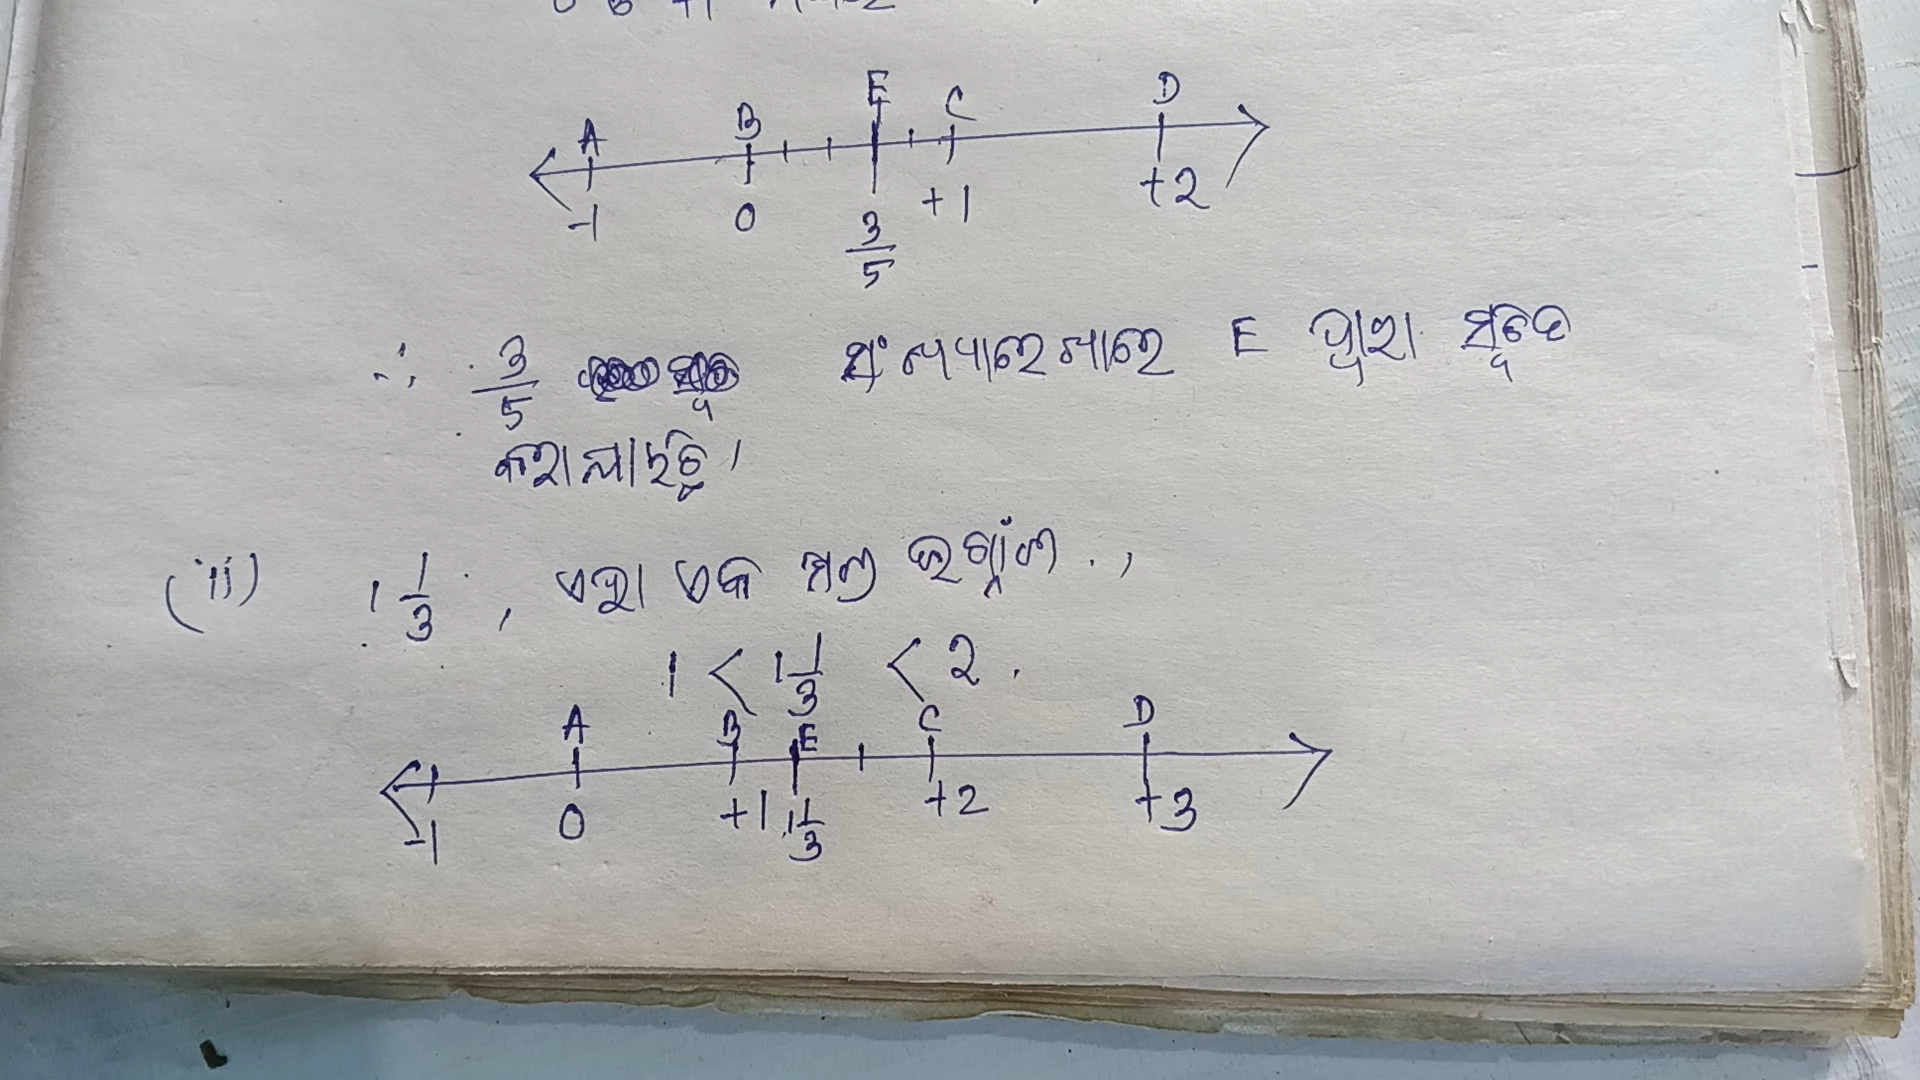 A B E C D
-1 0 3/5 +1 +2
∴ 3/5 ସଂଖ୍ୟାରେଖାରେ E ଦ୍ୱାରା ସୂଚିତ
କରାଯାଇଛି।
(ii) 1 1/3 , ଏହା ଏକ ଭଗ୍ନାଂଶ .,
1 < 1 1/3 < 2 .
A B E C D
-1 0 +1 1 1/3 +2 +3